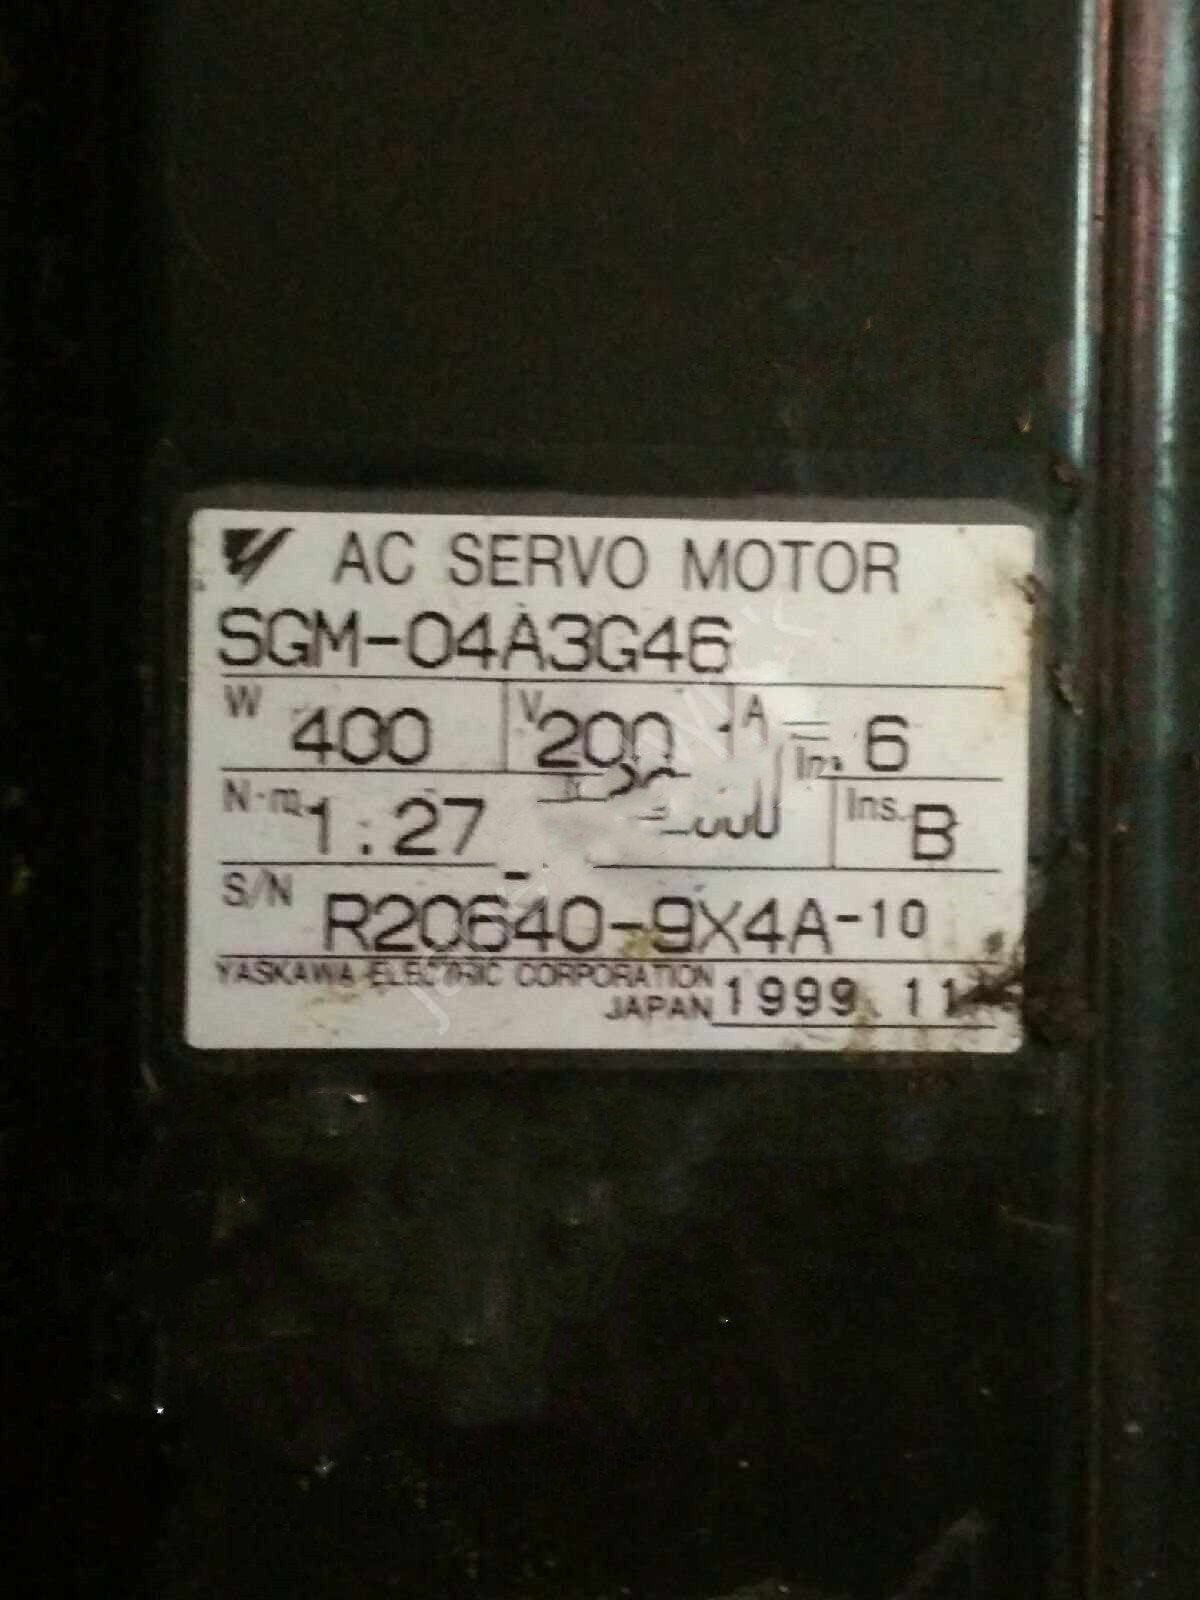 AC SERVO MOTOR
SGM-04A3G46
W 400 V 200 A 6
N·m 1.27 Ins. B
S/N R20640-9X4A-10
YASKAWA ELECTRIC CORPORATION
JAPAN 1999.11